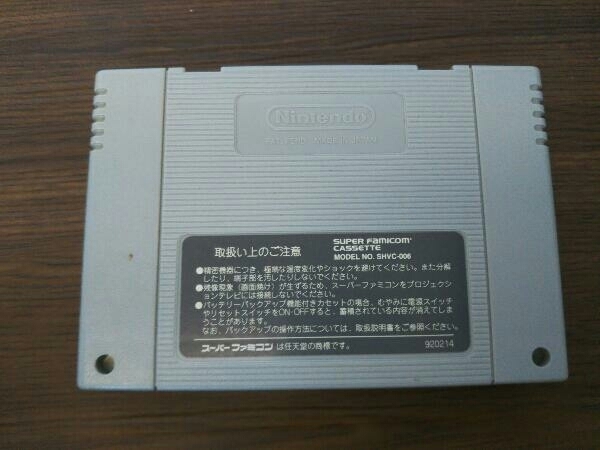 Nintendo
PAT. PEND. MADE IN JAPAN
取扱い上のご注意
SUPER FAMICOM
CASSETTE
MODEL NO. SHVC-006
●精密機器につき、極端な温度変化やショックを避けてください。また分解
したり、端子部を汚したりしないでください。
●残像現象（画面焼け）が生ずるため、スーパーファミコンをプロジェクシ
ョンテレビには接続しないでください。
●バッテリーバックアップ機能付きカセットの場合、むやみに電源スイッチ
やリセットスイッチをON・OFFすると、蓄積されている内容が消えてしま
うことがあります。
なお、バックアップの操作方法については、取扱説明書をご参照ください。
スーパーファミコン は任天堂の商標です。
920214